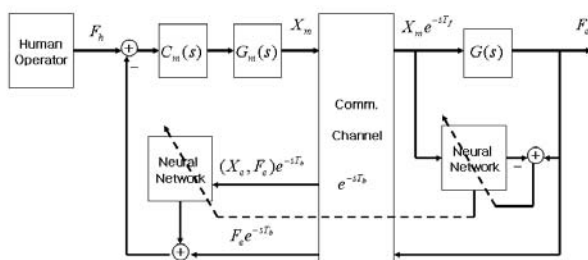 Human
Operator
F_h
+
−
C_m(s)
G_m(s)
X_m
Comm.
Channel
e^{-sT_b}
X_m e^{-sT_f}
G(s)
Neural
Network
−
+
Neural
Network
(X_e, F_e)e^{-sT_b}
F_e e^{-sT_b}
+